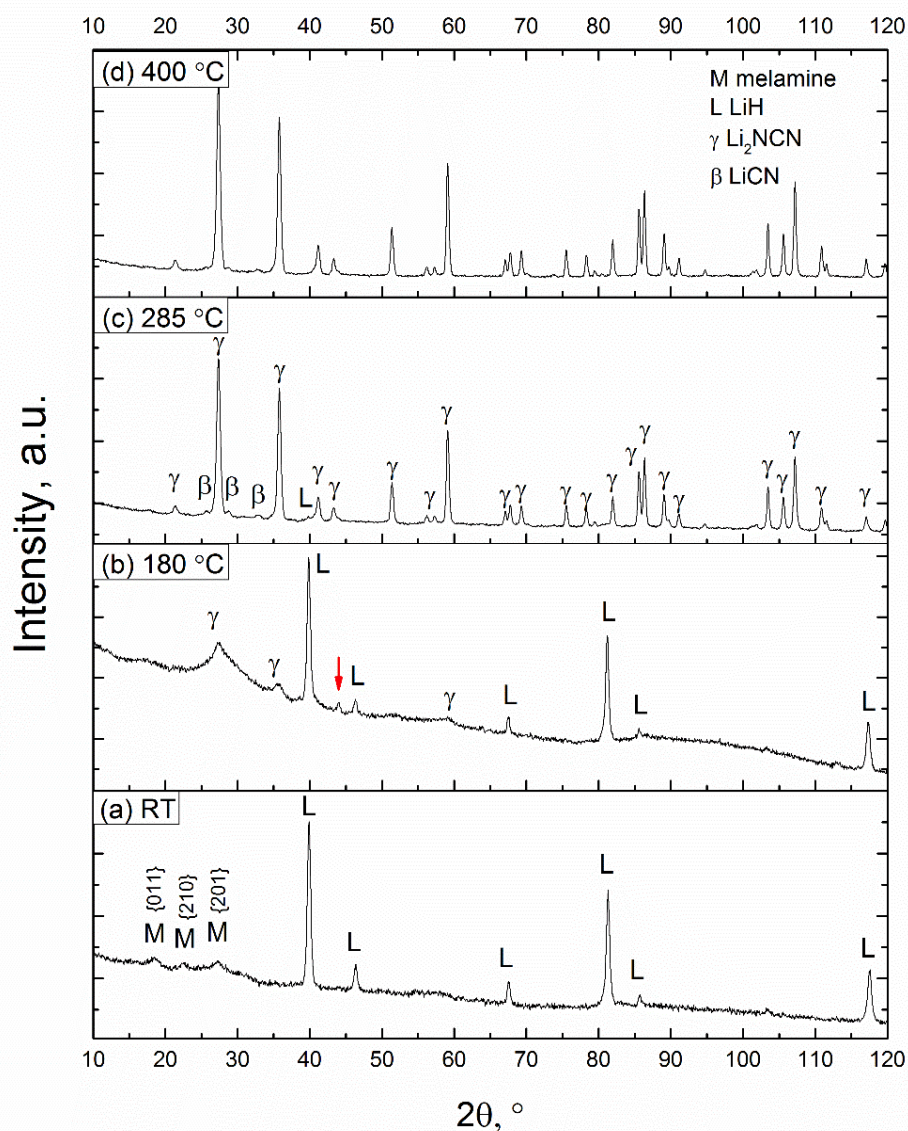 10 20 30 40 50 60 70 80 90 100 110 120
(d) 400 °C
M melamine
L LiH
γ Li₂NCN
β LiCN
(c) 285 °C
γ γ β β β γ L γ γ γ γ γ γ γ γ γ γ γ γ γ γ γ γ γ γ γ
(b) 180 °C
γ γ L L γ L L L L
(a) RT
M {011} M {210} M {201} L L L L L L
10 20 30 40 50 60 70 80 90 100 110 120
2θ, °
Intensity, a.u.